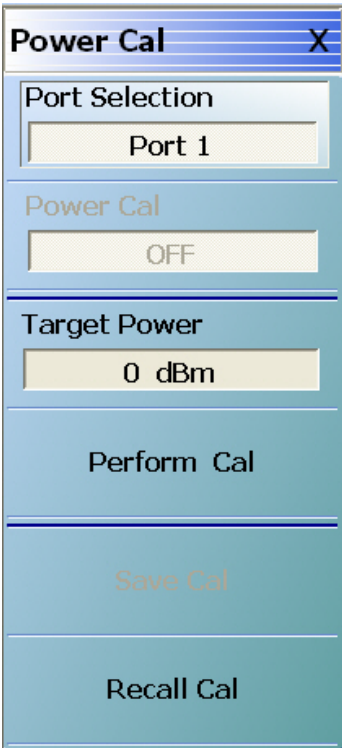 Power Cal X
Port Selection
Port 1
Power Cal
OFF
Target Power
0 dBm
Perform Cal
Save Cal
Recall Cal